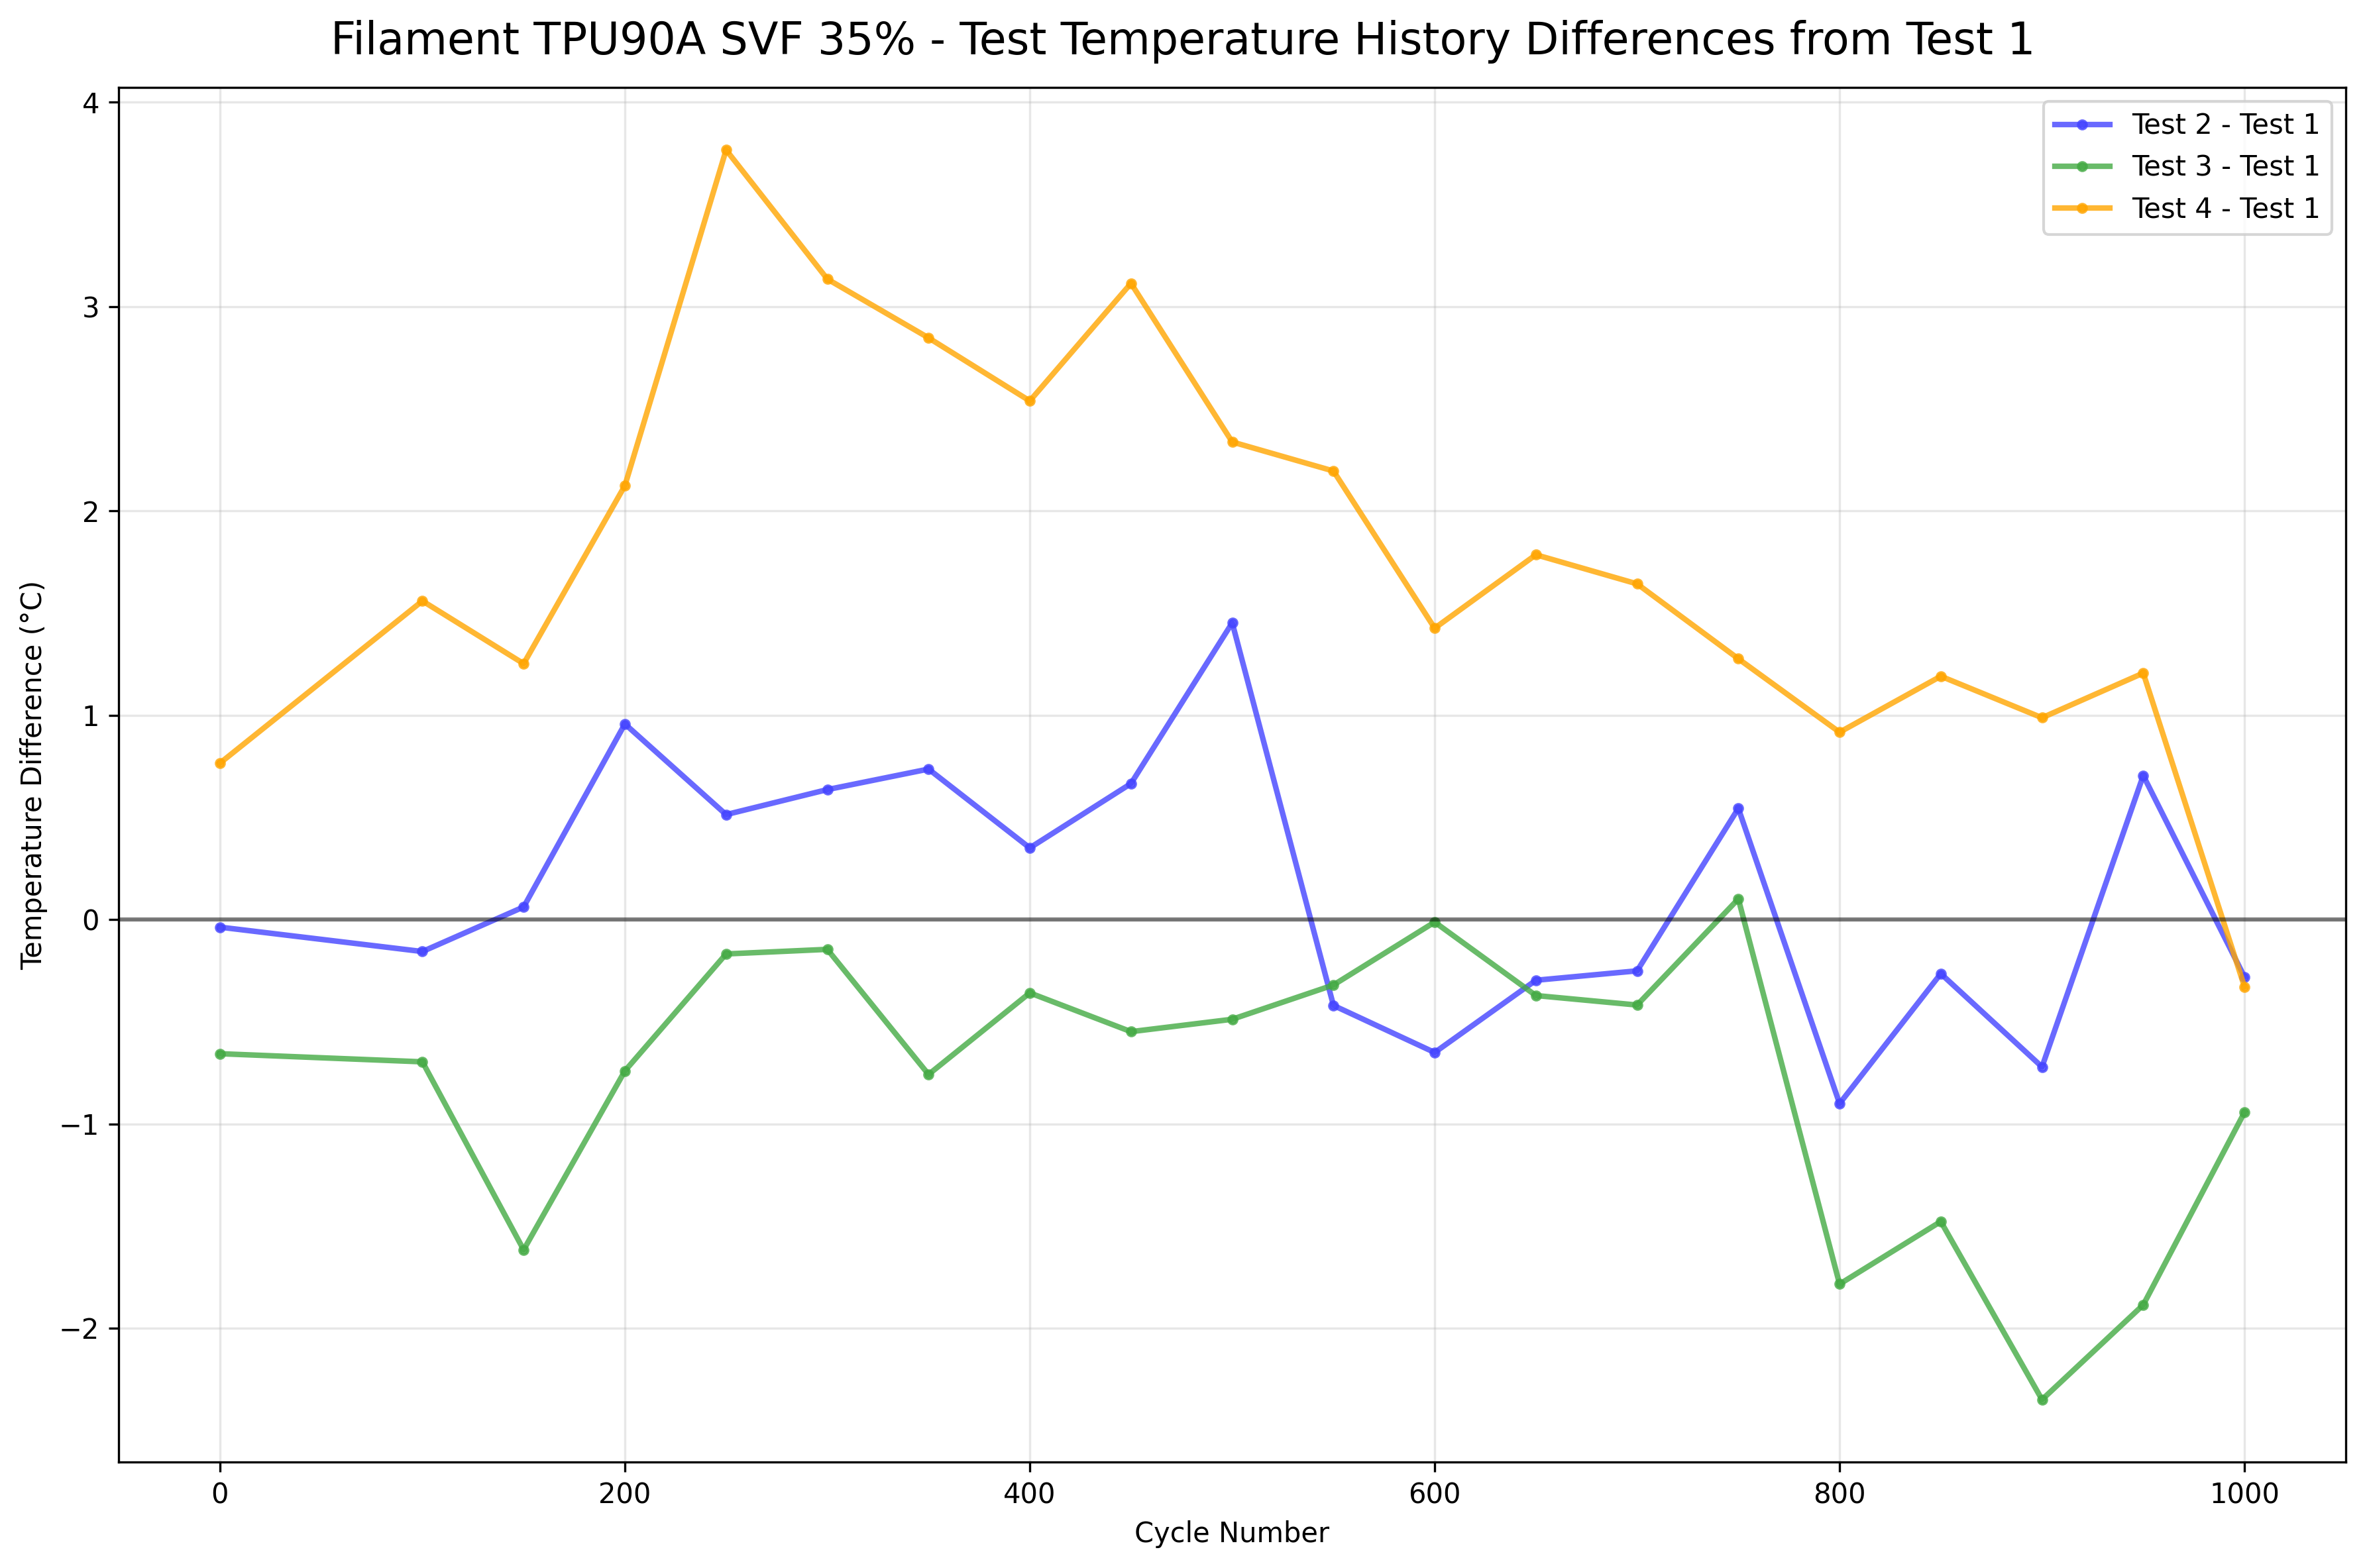 Filament TPU90A SVF 35% - Test Temperature History Differences from Test 1
Test 2 - Test 1
Test 3 - Test 1
Test 4 - Test 1
Temperature Difference (°C)
4
3
2
1
0
−1
−2
0 200 400 600 800 1000
Cycle Number